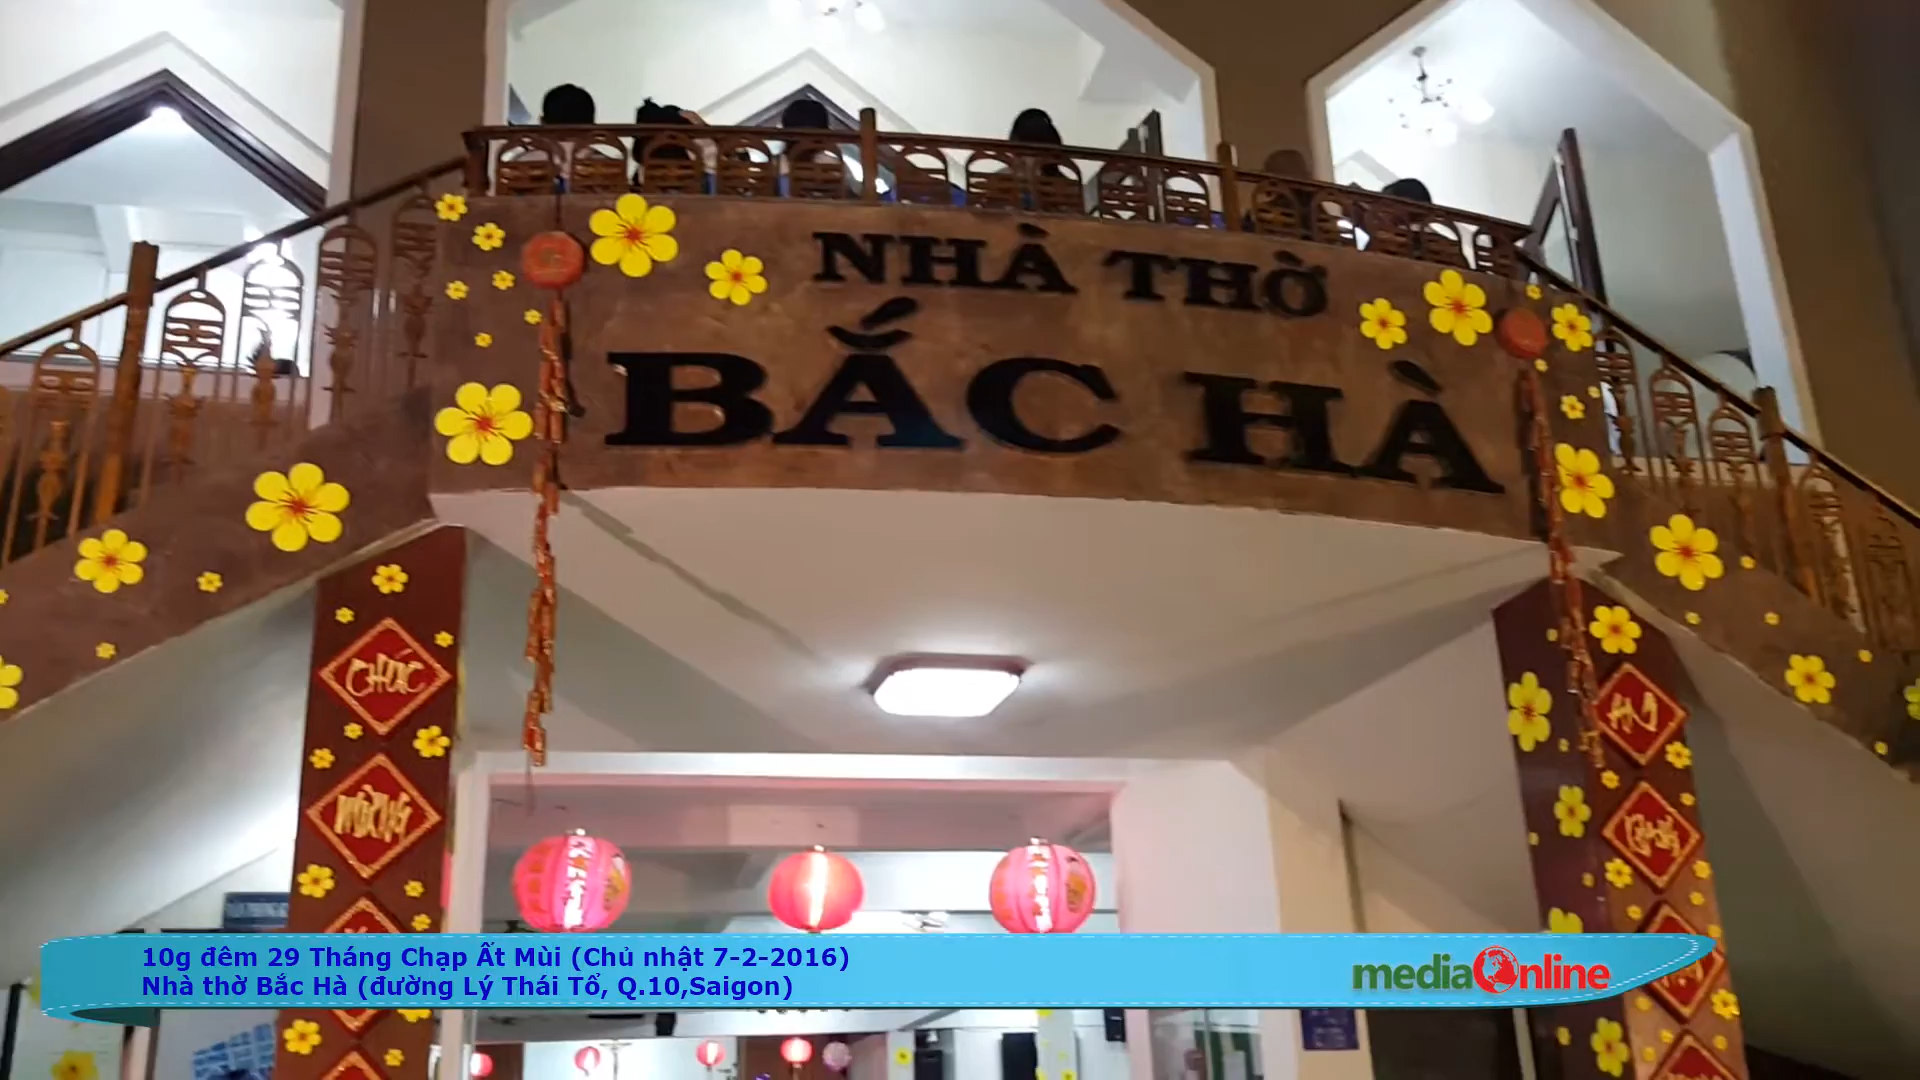 NHÀ THỜ
BẮC HÀ
CHÚC
MỪNG
10g đêm 29 Tháng Chạp Ất Mùi (Chủ nhật 7-2-2016)
Nhà thờ Bắc Hà (đường Lý Thái Tổ, Q.10,Saigon)
mediaOnline